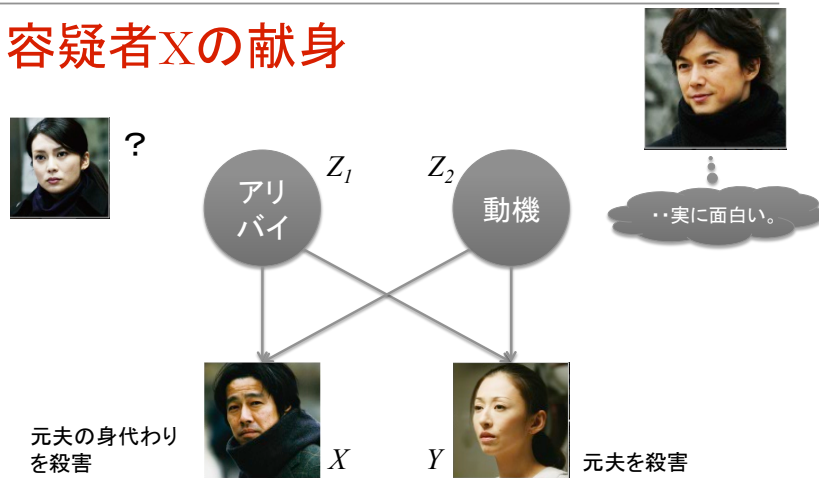 容疑者Xの献身
?
Z1
Z2
アリ
バイ
動機
‥実に面白い。
元夫の身代わり
を殺害
X
Y
元夫を殺害